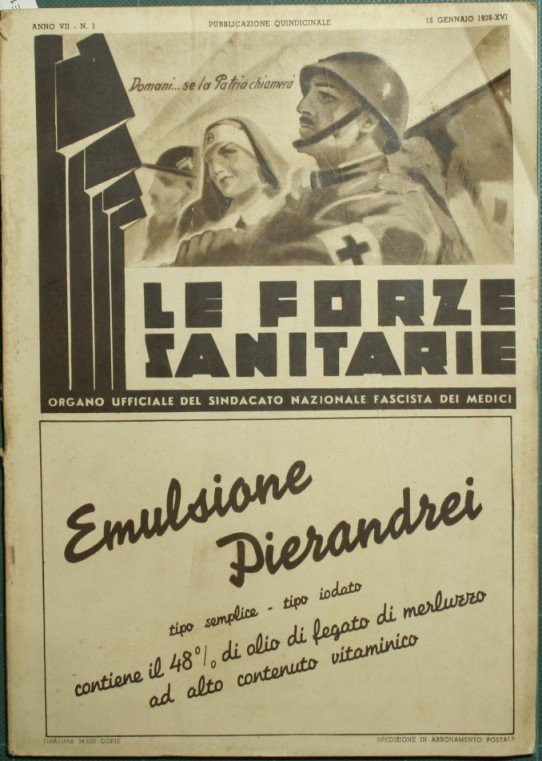 ANNO VII - N. 1
PUBBLICAZIONE QUINDICINALE
15 GENNAIO 1938-XVI
Domani... se la Patria chiamerà
LE FORZE
SANITARIE
ORGANO UFFICIALE DEL SINDACATO NAZIONALE FASCISTA DEI MEDICI
Emulsione
Pierandrei
tipo semplice - tipo iodato
contiene il 48% di olio di fegato di merluzzo
ad alto contenuto vitaminico
TIRATURA COPIE
SPEDIZIONE IN ABBONAMENTO POSTALE